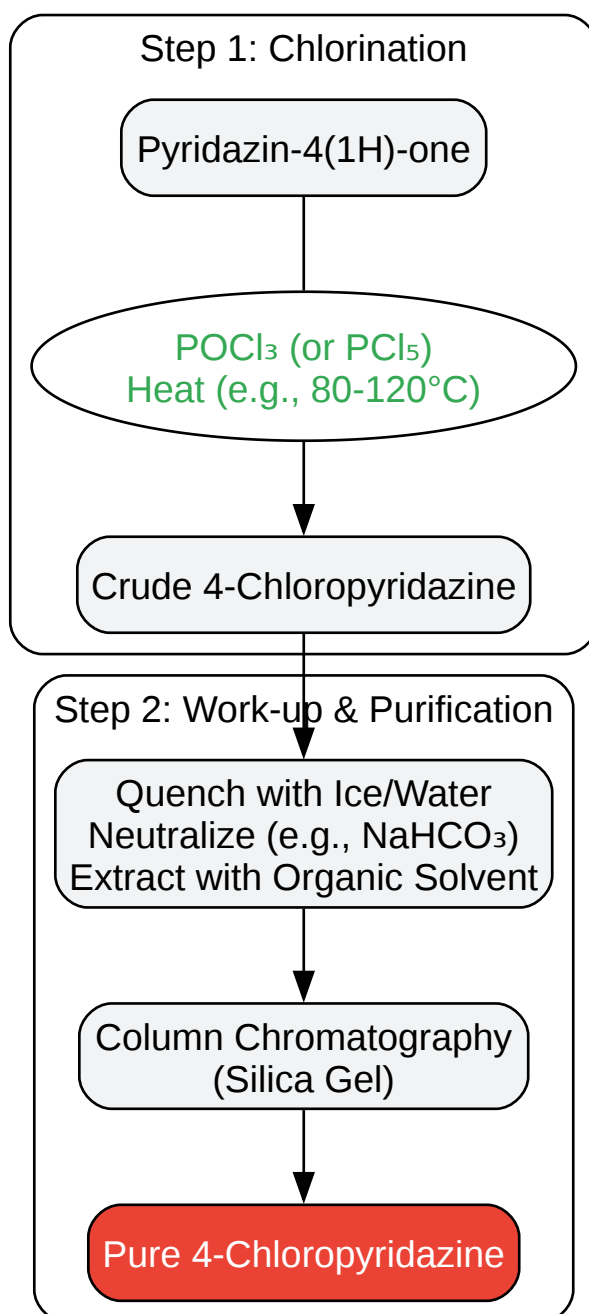 Step 1: Chlorination
Pyridazin-4(1H)-one
POCl₃ (or PCl₅)
Heat (e.g., 80-120°C)
Crude 4-Chloropyridazine
Step 2: Work-up & Purification
Quench with Ice/Water
Neutralize (e.g., NaHCO₃)
Extract with Organic Solvent
Column Chromatography
(Silica Gel)
Pure 4-Chloropyridazine